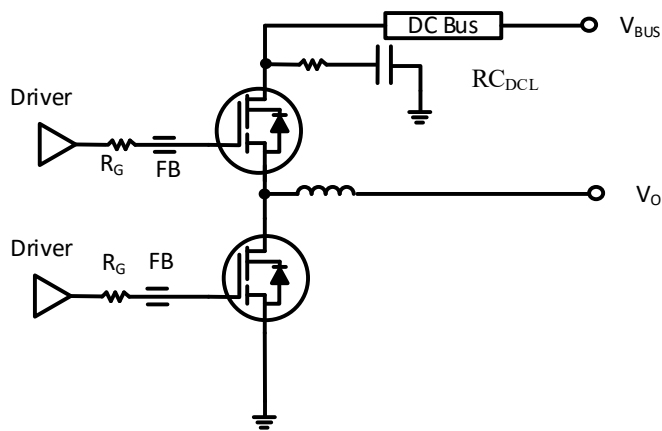 DC Bus
V_BUS
RC_DCL
Driver
R_G
FB
V_O
Driver
R_G
FB